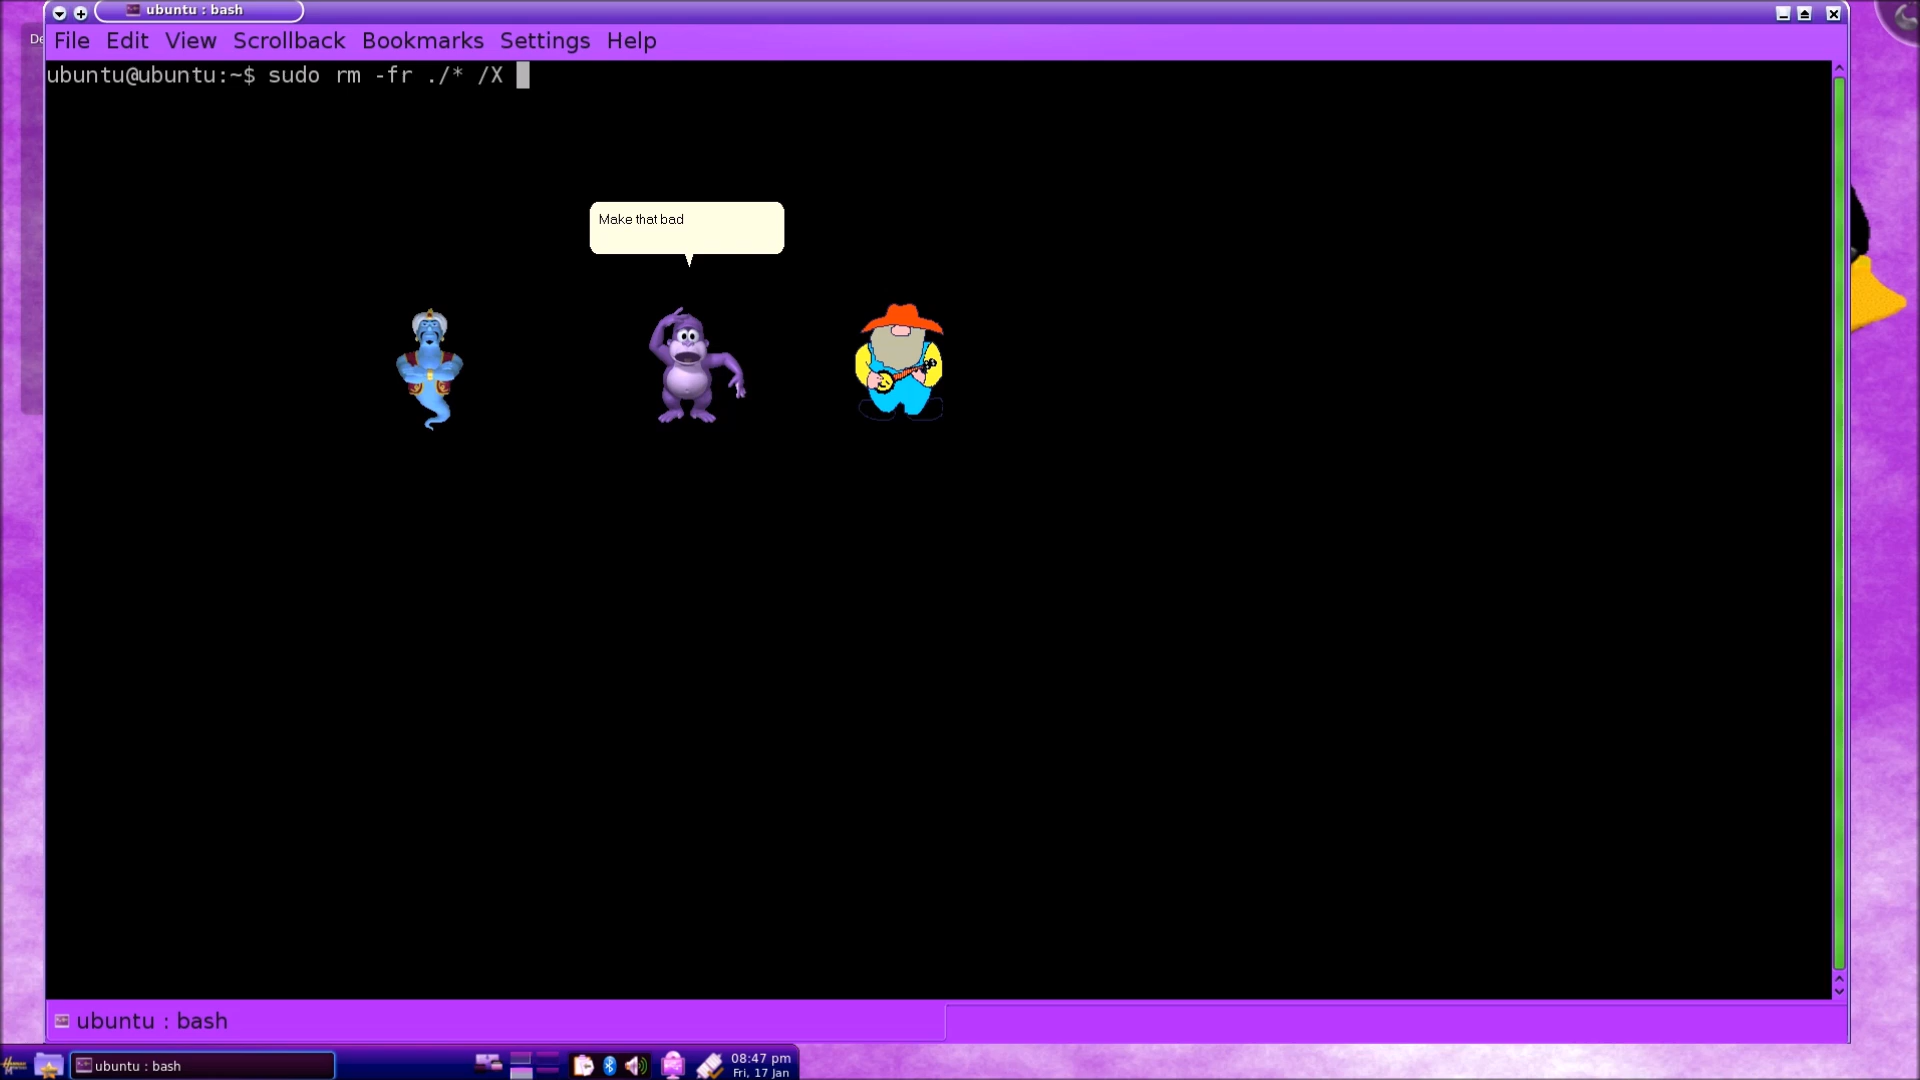 ubuntu : bash
De
File Edit View Scrollback Bookmarks Settings Help
ubuntu@ubuntu:~$ sudo rm -fr ./* /X
Make that bad
ubuntu : bash
ubuntu : bash
08:47 pm
Fri, 17 Jan